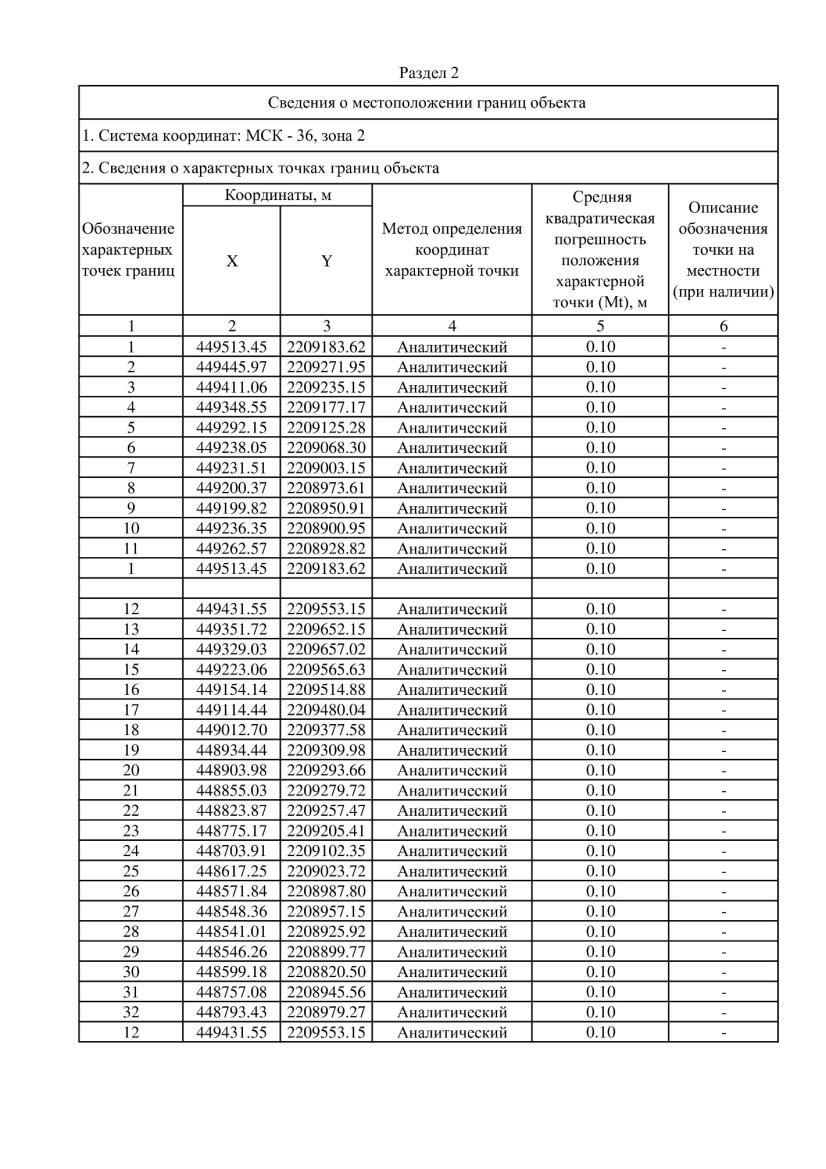 Раздел 2
Сведения о местоположении границ объекта
1. Система координат: МСК - 36, зона 2
2. Сведения о характерных точках границ объекта
Обозначение
характерных
точек границ
Координаты, м
X Y
Метод определения
координат
характерной точки
Средняя
квадратическая
погрешность
положения
характерной
точки (Mt), м
Описание
обозначения
точки на
местности
(при наличии)
1 2 3 4 5 6
1 449513.45 2209183.62 Аналитический 0.10 -
2 449445.97 2209271.95 Аналитический 0.10 -
3 449411.06 2209235.15 Аналитический 0.10 -
4 449348.55 2209177.17 Аналитический 0.10 -
5 449292.15 2209125.28 Аналитический 0.10 -
6 449238.05 2209068.30 Аналитический 0.10 -
7 449231.51 2209003.15 Аналитический 0.10 -
8 449200.37 2208973.61 Аналитический 0.10 -
9 449199.82 2208950.91 Аналитический 0.10 -
10 449236.35 2208900.95 Аналитический 0.10 -
11 449262.57 2208928.82 Аналитический 0.10 -
1 449513.45 2209183.62 Аналитический 0.10 -
12 449431.55 2209553.15 Аналитический 0.10 -
13 449351.72 2209652.15 Аналитический 0.10 -
14 449329.03 2209657.02 Аналитический 0.10 -
15 449223.06 2209565.63 Аналитический 0.10 -
16 449154.14 2209514.88 Аналитический 0.10 -
17 449114.44 2209480.04 Аналитический 0.10 -
18 449012.70 2209377.58 Аналитический 0.10 -
19 448934.44 2209309.98 Аналитический 0.10 -
20 448903.98 2209293.66 Аналитический 0.10 -
21 448855.03 2209279.72 Аналитический 0.10 -
22 448823.87 2209257.47 Аналитический 0.10 -
23 448775.17 2209205.41 Аналитический 0.10 -
24 448703.91 2209102.35 Аналитический 0.10 -
25 448617.25 2209023.72 Аналитический 0.10 -
26 448571.84 2208987.80 Аналитический 0.10 -
27 448548.36 2208957.15 Аналитический 0.10 -
28 448541.01 2208925.92 Аналитический 0.10 -
29 448546.26 2208899.77 Аналитический 0.10 -
30 448599.18 2208820.50 Аналитический 0.10 -
31 448757.08 2208945.56 Аналитический 0.10 -
32 448793.43 2208979.27 Аналитический 0.10 -
12 449431.55 2209553.15 Аналитический 0.10 -